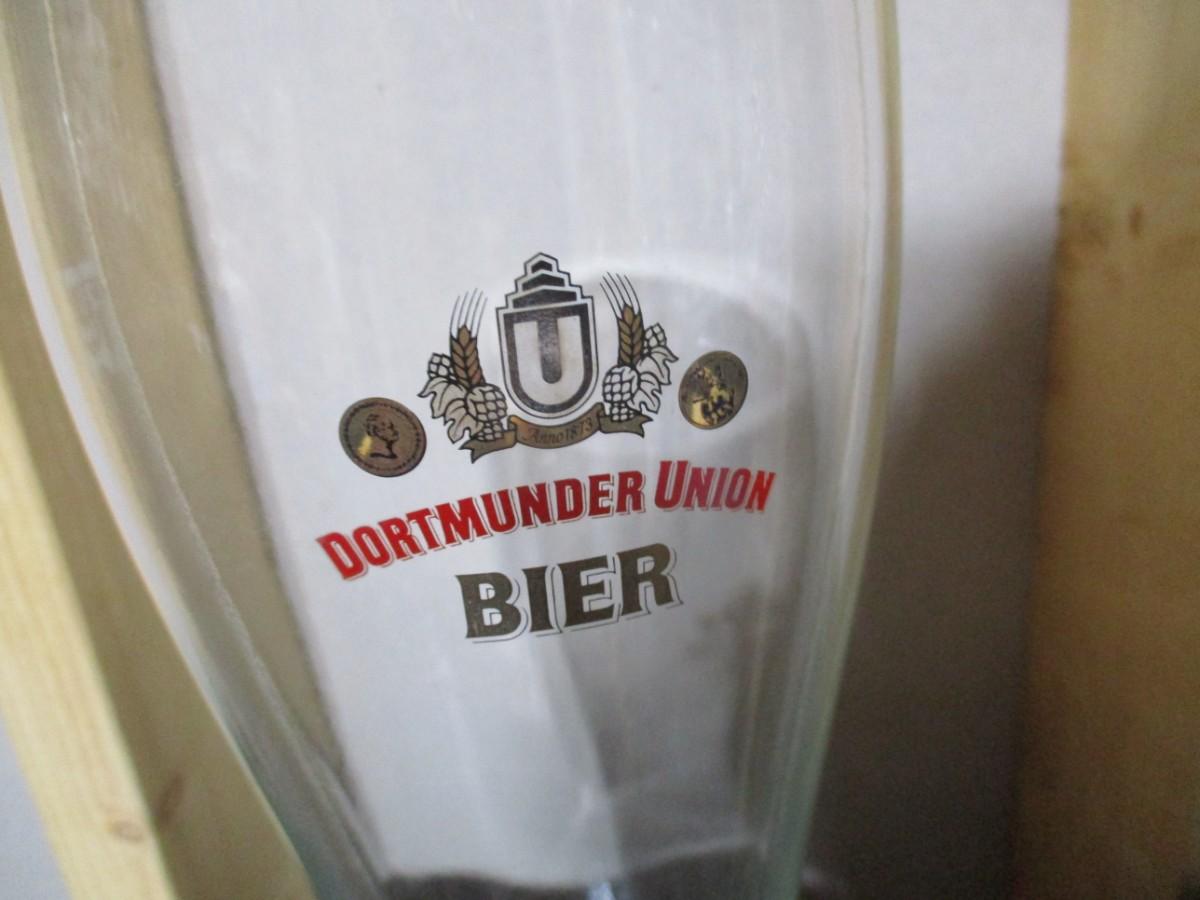 U
Anno 1873
DORTMUNDER UNION
BIER